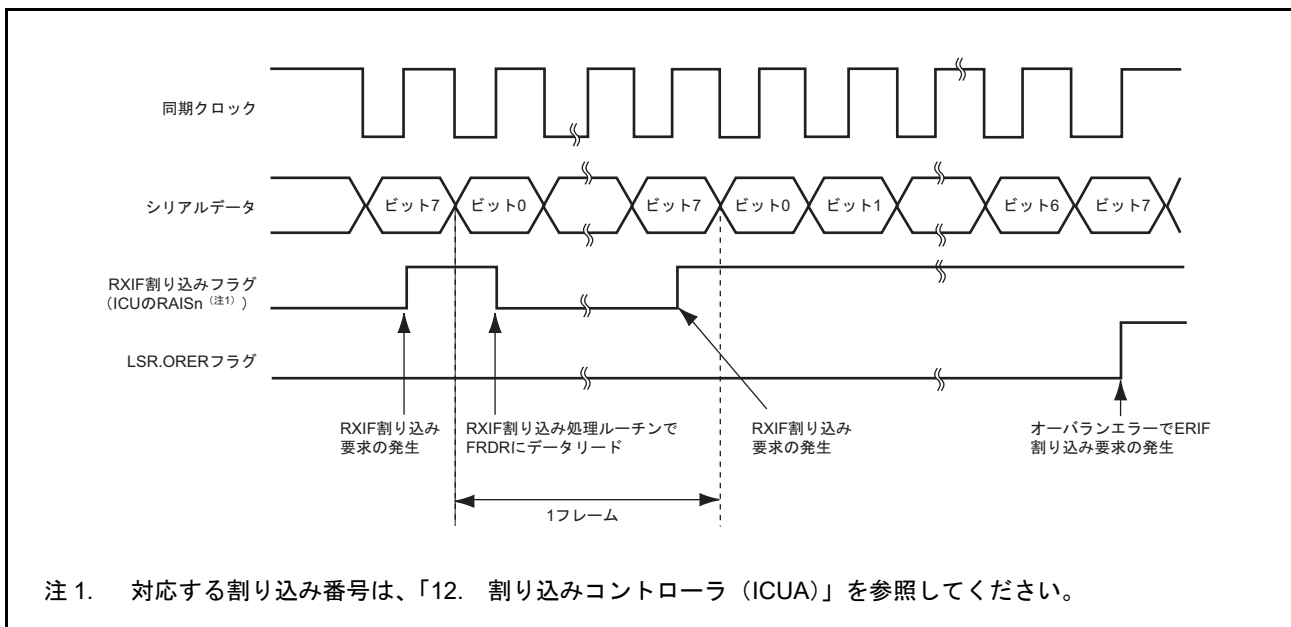 同期クロック
シリアルデータ
ビット7
ビット0
ビット7
ビット0
ビット1
ビット6
ビット7
RXIF割り込みフラグ
（ICUのRAISn（注1））
LSR.ORERフラグ
RXIF割り込み
要求の発生
RXIF割り込み処理ルーチンで
FRDRにデータリード
RXIF割り込み
要求の発生
オーバランエラーでERIF
割り込み要求の発生
1フレーム
注 1. 対応する割り込み番号は、「12. 割り込みコントローラ（ICUA）」を参照してください。